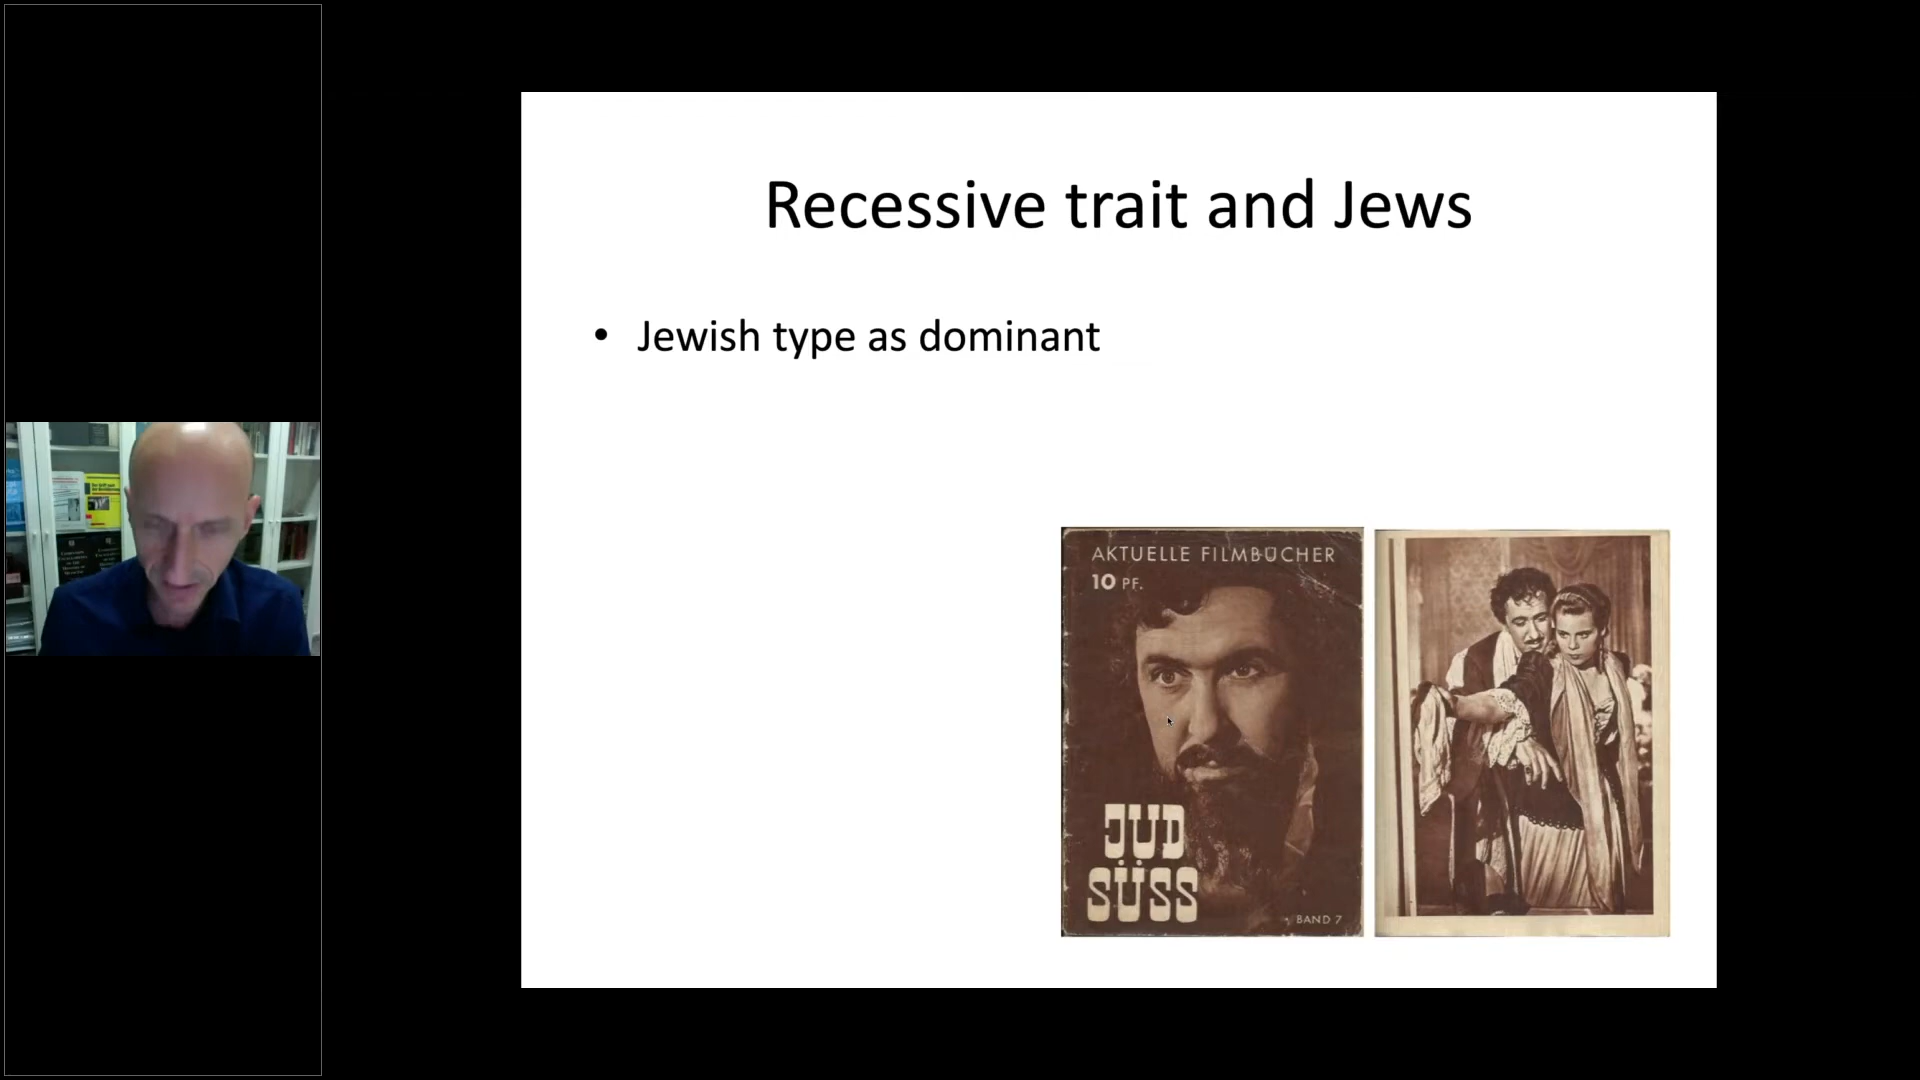 Recessive trait and Jews
• Jewish type as dominant
AKTUELLE FILMBÜCHER
10 PF.
JUD
SÜSS
BAND 7